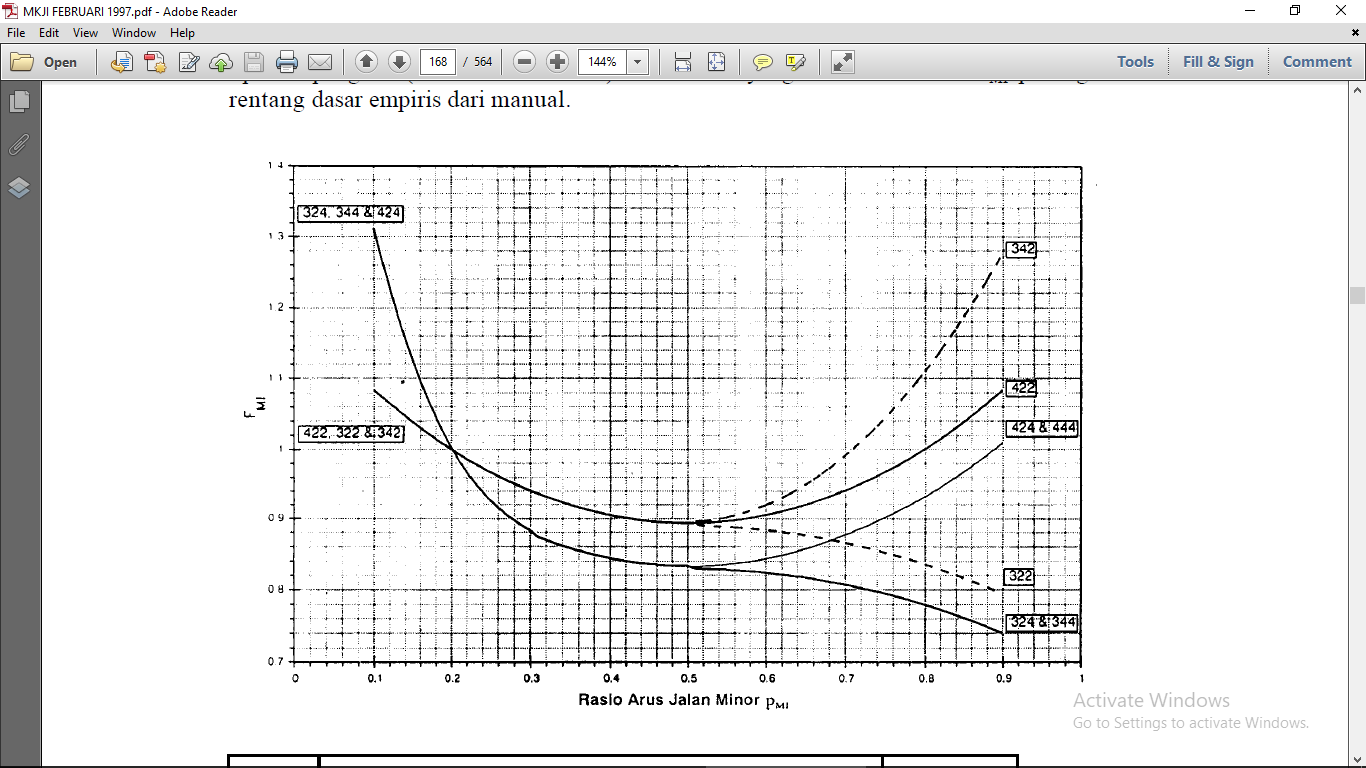 MKJI FEBRUARI 1997.pdf - Adobe Reader
File Edit View Window Help
Open 168 / 564 144% Tools Fill & Sign Comment
rentang dasar empiris dari manual.
1 4
324, 344 & 424
1 3
342
1 2
1 1
422
F MI
424 & 444
422, 322 & 342
1
0 9
322
0 8
324 & 344
0 7
0 0.1 0.2 0.3 0.4 0.5 0.6 0.7 0.8 0.9 1
Rasio Arus Jalan Minor PMI
Activate Windows
Go to Settings to activate Windows.